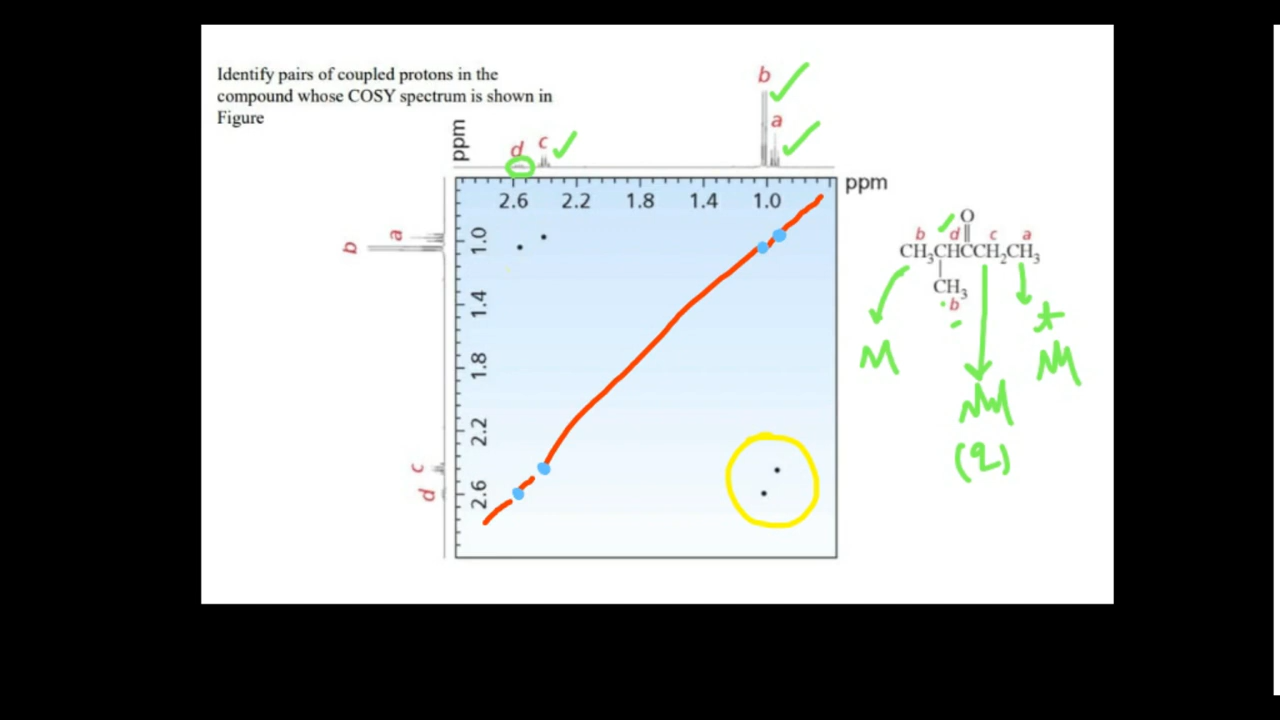 Identify pairs of coupled protons in the
compound whose COSY spectrum is shown in
Figure
b
a
d c
ppm
ppm
2.6 2.2 1.8 1.4 1.0
b a
c
d
1.0
1.4
1.8
2.2
2.6
O
b d c a
CH₃CHCCH₂CH₃
CH₃
b
(q)